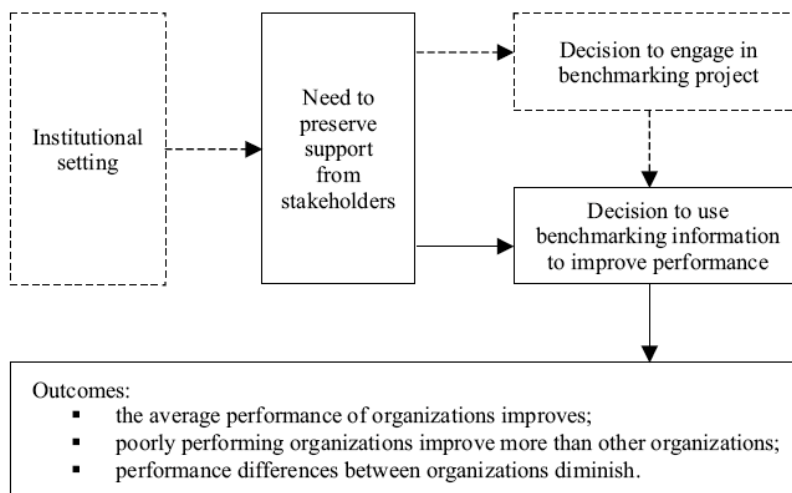 Institutional
setting
Need to
preserve
support
from
stakeholders
Decision to engage in
benchmarking project
Decision to use
benchmarking information
to improve performance
Outcomes:
▪ the average performance of organizations improves;
▪ poorly performing organizations improve more than other organizations;
▪ performance differences between organizations diminish.